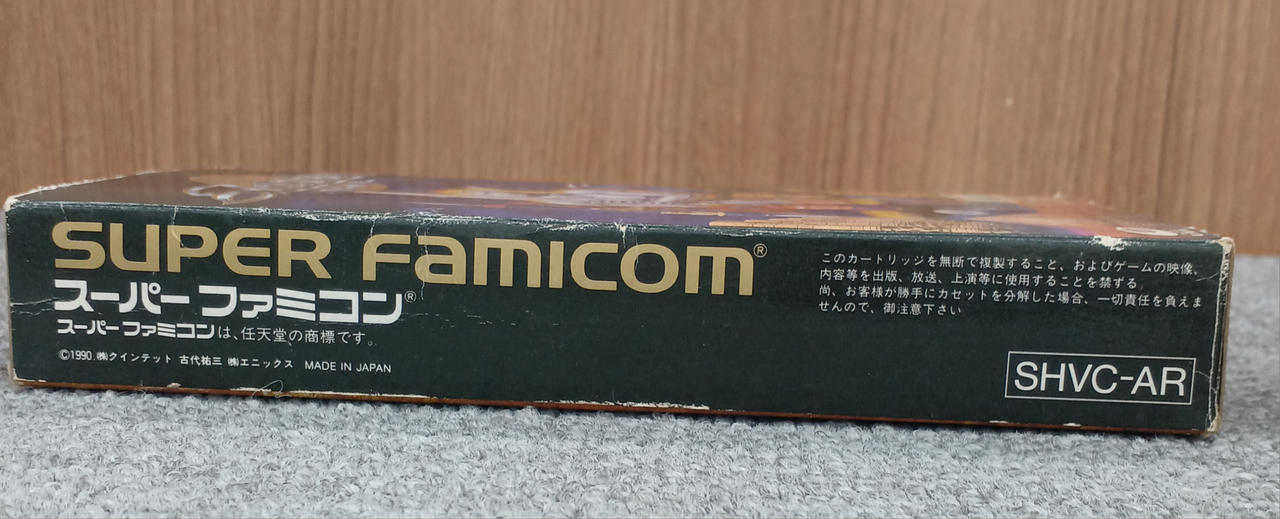 SUPER FAMICOM®
スーパーファミコン®
スーパーファミコンは、任天堂の商標です。
©1990 ㈱クインテット 古代祐三 ㈱エニックス MADE IN JAPAN
このカートリッジを無断で複製すること、およびゲームの映像、
内容等を出版、放送、上演等に使用することを禁ずる
尚、お客様が勝手にカセットを分解した場合、一切責任を負えま
せんので、御注意下さい
SHVC-AR